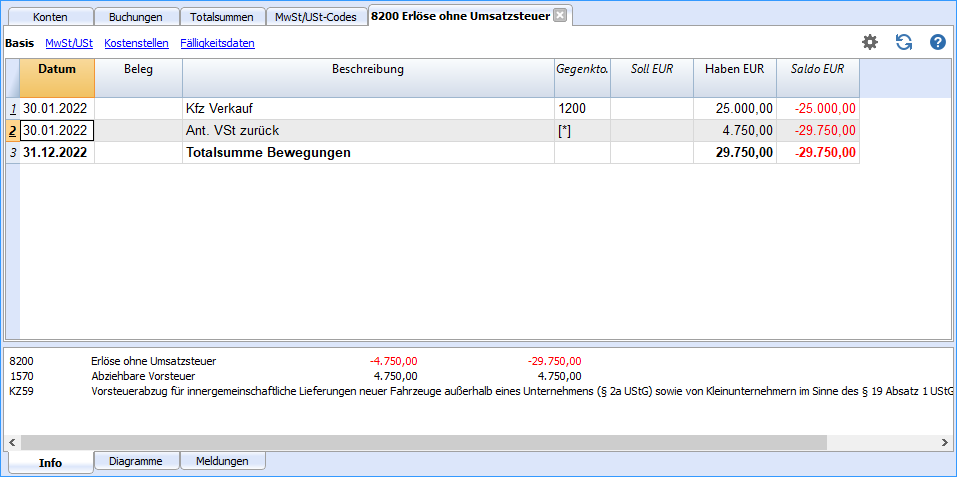 Konten Buchungen Totalsummen MwSt/USt-Codes 8200 Erlöse ohne Umsatzsteuer
Basis MwSt/USt Kostenstellen Fälligkeitsdaten
Datum Beleg Beschreibung Gegenkto. Soll EUR Haben EUR Saldo EUR
1 30.01.2022 Kfz Verkauf 1200 25.000,00 -25.000,00
2 30.01.2022 Ant. VSt zurück [*] 4.750,00 -29.750,00
3 31.12.2022 Totalsumme Bewegungen 29.750,00 -29.750,00
8200 Erlöse ohne Umsatzsteuer -4.750,00 -29.750,00
1570 Abziehbare Vorsteuer 4.750,00 4.750,00
KZ59 Vorsteuerabzug für innergemeinschaftliche Lieferungen neuer Fahrzeuge außerhalb eines Unternehmens (§ 2a UStG) sowie von Kleinunternehmern im Sinne des § 19 Absatz 1 UStG
Info Diagramme Meldungen